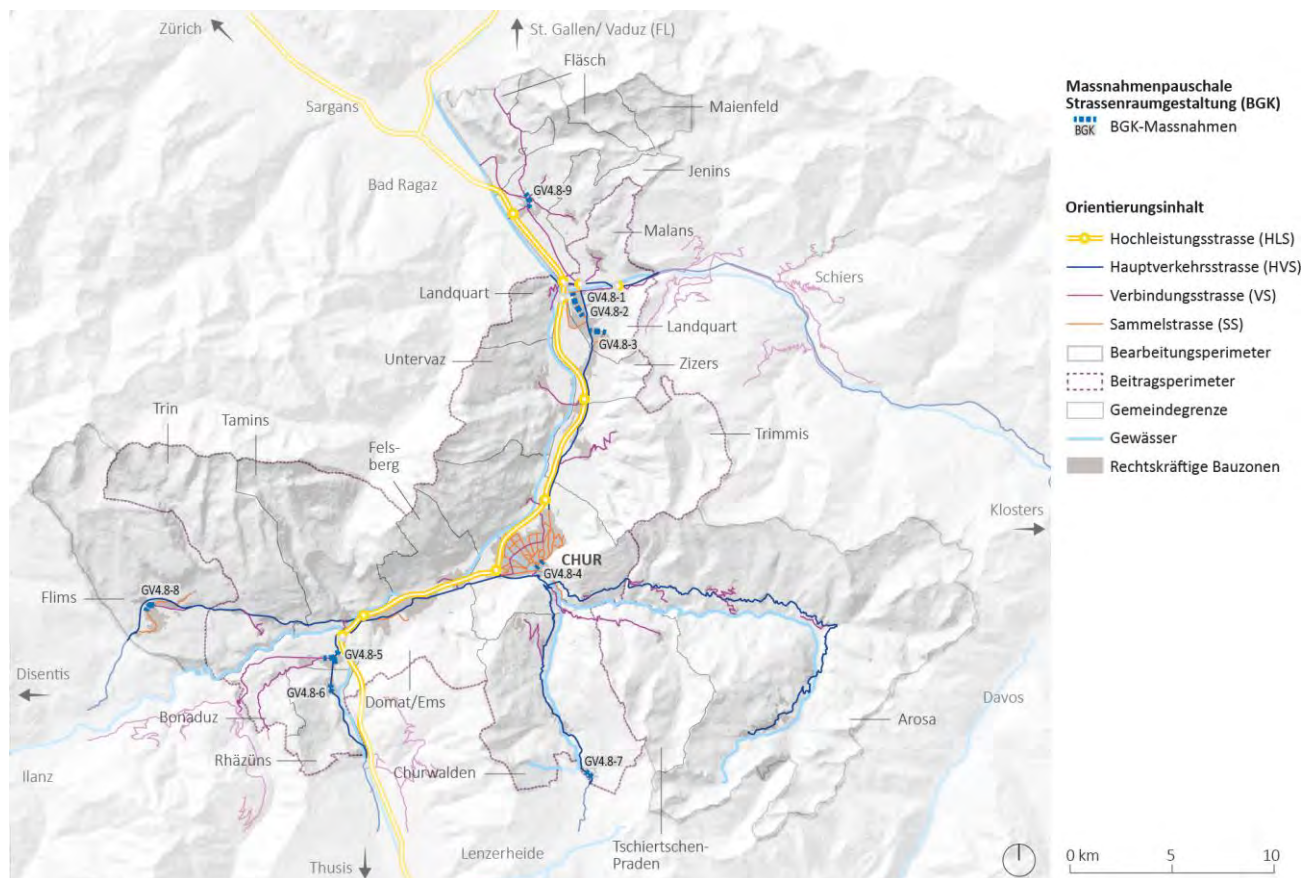 Zürich
St. Gallen/ Vaduz (FL)
Fläsch
Maienfeld
Sargans
Jenins
Bad Ragaz
GV4.8-9
Malans
Schiers
Landquart
GV4.8-1
GV4.8-2
Landquart
GV4.8-3
Untervaz
Zizers
Trin
Tamins
Trimmis
Fels-
berg
Klosters
CHUR
GV4.8-4
GV4.8-8
Flims
GV4.8-5
Disentis
GV4.8-6
Domat/Ems
Davos
Bonaduz
Arosa
Rhäzüns
GV4.8-7
Ilanz
Churwalden
Tschiertschen-
Praden
Lenzerheide
Thusis
Massnahmenpauschale
Strassenraumgestaltung (BGK)
BGK
BGK-Massnahmen
Orientierungsinhalt
Hochleistungsstrasse (HLS)
Hauptverkehrsstrasse (HVS)
Verbindungsstrasse (VS)
Sammelstrasse (SS)
Bearbeitungsperimeter
Beitragsperimeter
Gemeindegrenze
Gewässer
Rechtskräftige Bauzonen
0 km 5 10